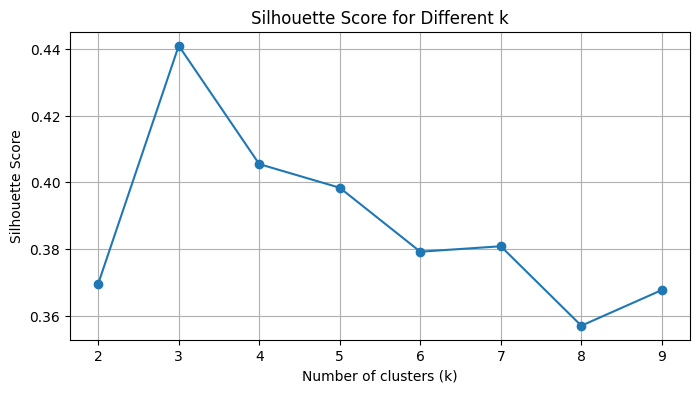 Silhouette Score for Different k
Silhouette Score
0.44
0.42
0.40
0.38
0.36
2 3 4 5 6 7 8 9
Number of clusters (k)